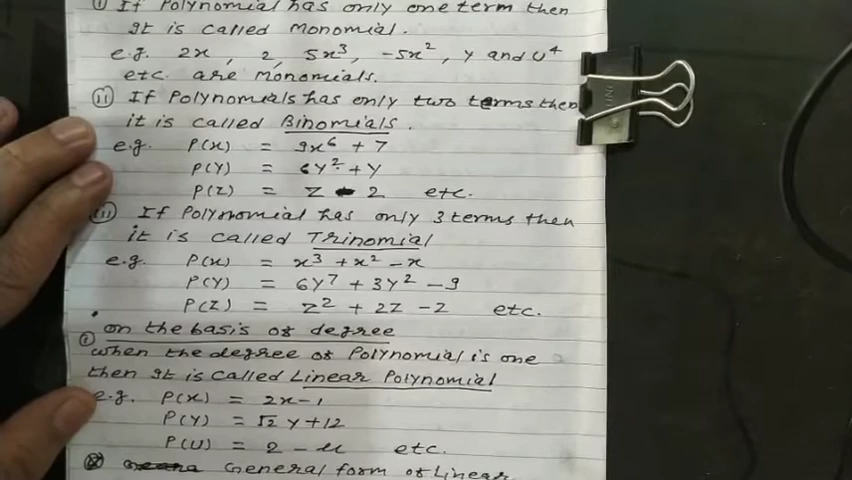 (i) If Polynomial has only one term then
It is called Monomial.
e.g. 2x, 2, 5x³, -5x², y and u⁴
etc. are Monomials.
(ii) If Polynomials has only two terms then
it is called Binomials.
e.g. P(x) = 9x⁶ + 7
P(Y) = 6Y² + Y
P(Z) = Z - 2 etc.
(iii) If Polynomial has only 3 terms then
it is called Trinomial
e.g. P(x) = x³ + x² - x
P(Y) = 6Y⁷ + 3Y² - 9
P(Z) = Z² + 2Z - 2 etc.
on the basis of degree
(i) when the degree of Polynomial is one
then It is called Linear Polynomial
e.g. P(x) = 2x-1
P(Y) = √2 Y + 12
P(U) = 2 - u etc.
General form of Linear